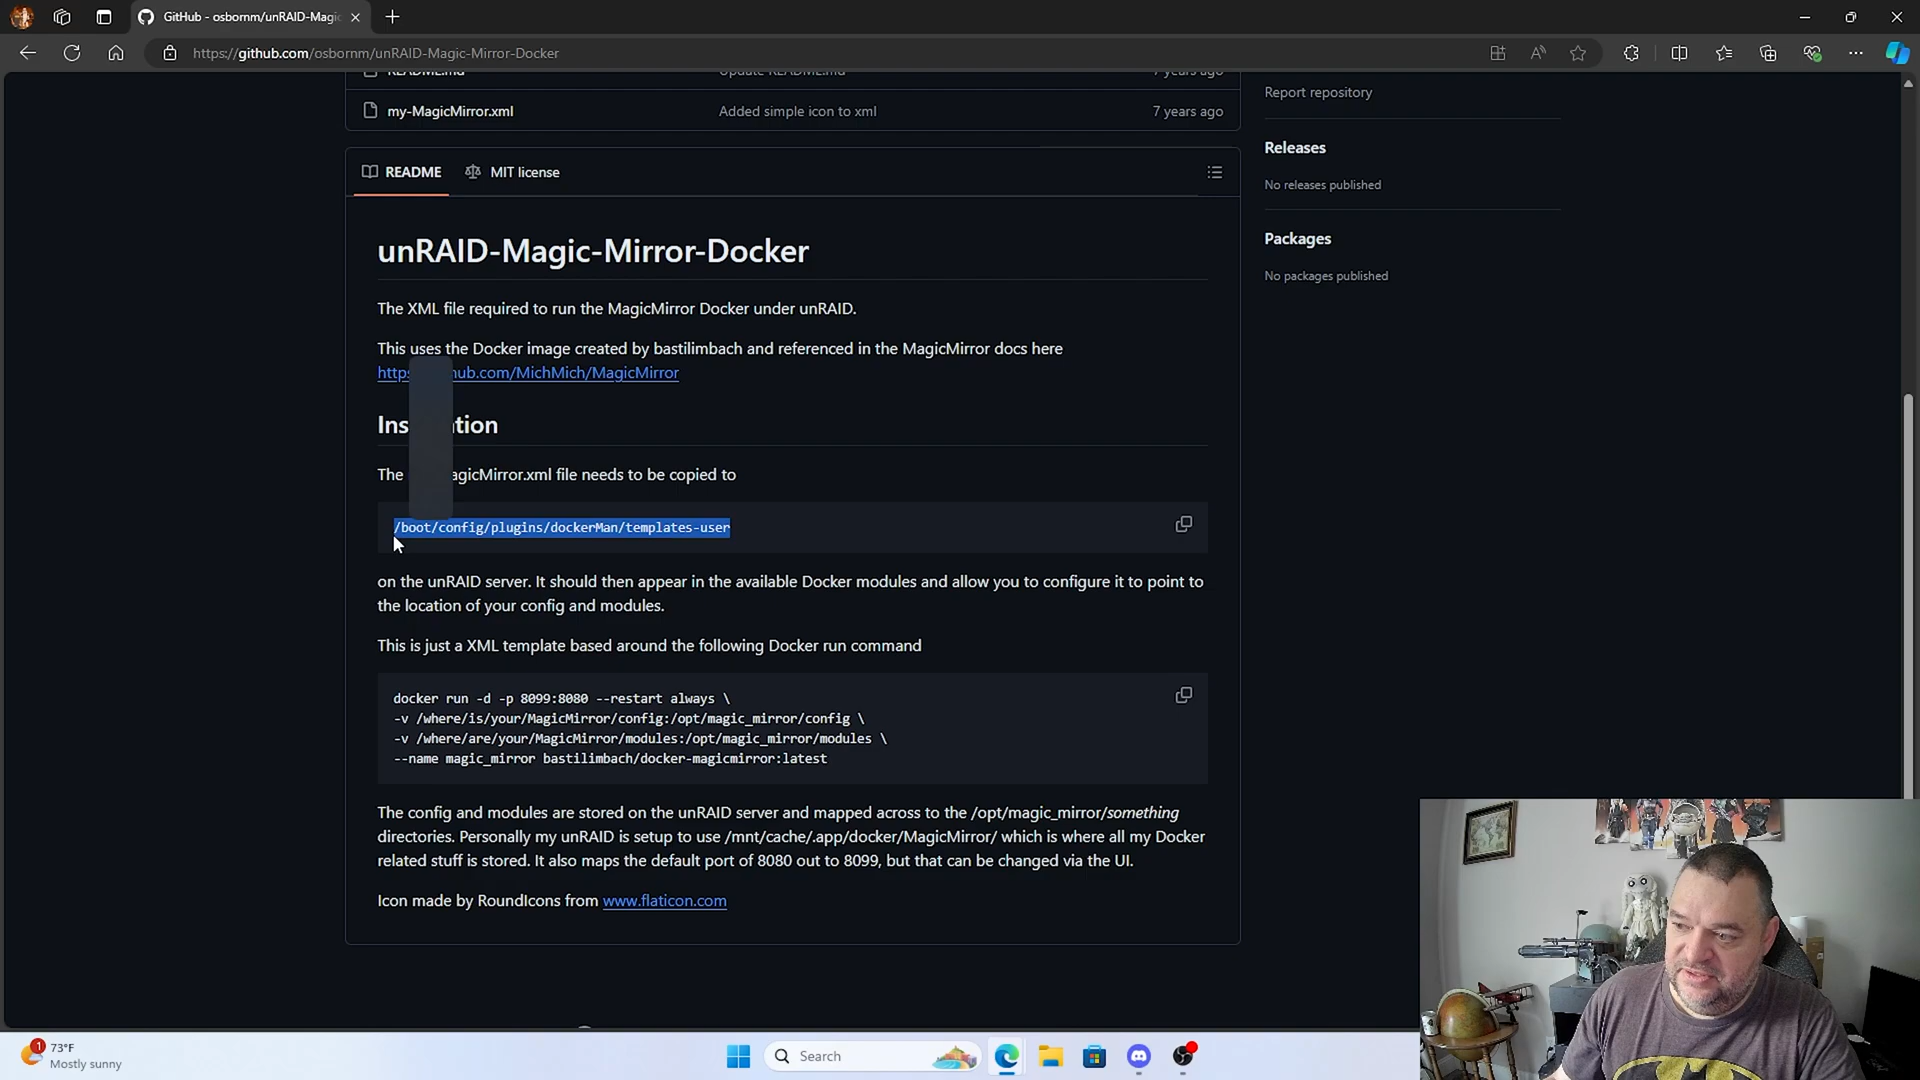 GitHub - osbornm/unRAID-Magic
https://github.com/osbornm/unRAID-Magic-Mirror-Docker
README.md Update README.md 7 years ago
my-MagicMirror.xml Added simple icon to xml 7 years ago
Report repository
Releases
No releases published
Packages
No packages published
README MIT license
unRAID-Magic-Mirror-Docker
The XML file required to run the MagicMirror Docker under unRAID.
This uses the Docker image created by bastilimbach and referenced in the MagicMirror docs here
https hub.com/MichMich/MagicMirror
Ins tion
The agicMirror.xml file needs to be copied to
/boot/config/plugins/dockerMan/templates-user
on the unRAID server. It should then appear in the available Docker modules and allow you to configure it to point to
the location of your config and modules.
This is just a XML template based around the following Docker run command
docker run -d -p 8099:8080 --restart always \
-v /where/is/your/MagicMirror/config:/opt/magic_mirror/config \
-v /where/are/your/MagicMirror/modules:/opt/magic_mirror/modules \
--name magic_mirror bastilimbach/docker-magicmirror:latest
The config and modules are stored on the unRAID server and mapped across to the /opt/magic_mirror/something
directories. Personally my unRAID is setup to use /mnt/cache/.app/docker/MagicMirror/ which is where all my Docker
related stuff is stored. It also maps the default port of 8080 out to 8099, but that can be changed via the UI.
Icon made by RoundIcons from www.flaticon.com
1
73°F
Mostly sunny
Search